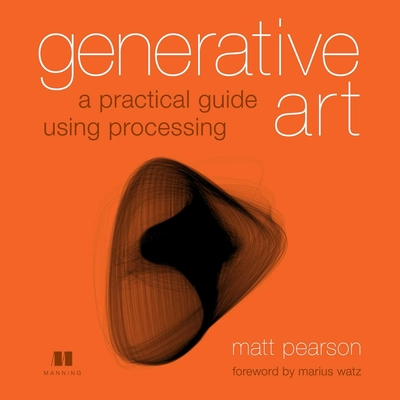 generative
a practical guide
art
using processing
matt pearson
MANNING
foreword by marius watz